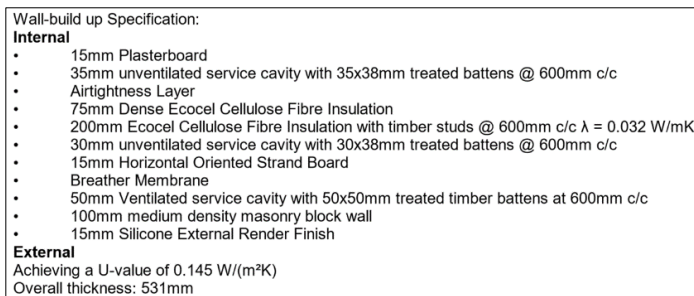 Wall-build up Specification:
Internal
• 15mm Plasterboard
• 35mm unventilated service cavity with 35x38mm treated battens @ 600mm c/c
• Airtightness Layer
• 75mm Dense Ecocel Cellulose Fibre Insulation
• 200mm Ecocel Cellulose Fibre Insulation with timber studs @ 600mm c/c λ = 0.032 W/mK
• 30mm unventilated service cavity with 30x38mm treated battens @ 600mm c/c
• 15mm Horizontal Oriented Strand Board
• Breather Membrane
• 50mm Ventilated service cavity with 50x50mm treated timber battens at 600mm c/c
• 100mm medium density masonry block wall
• 15mm Silicone External Render Finish
External
Achieving a U-value of 0.145 W/(m²K)
Overall thickness: 531mm